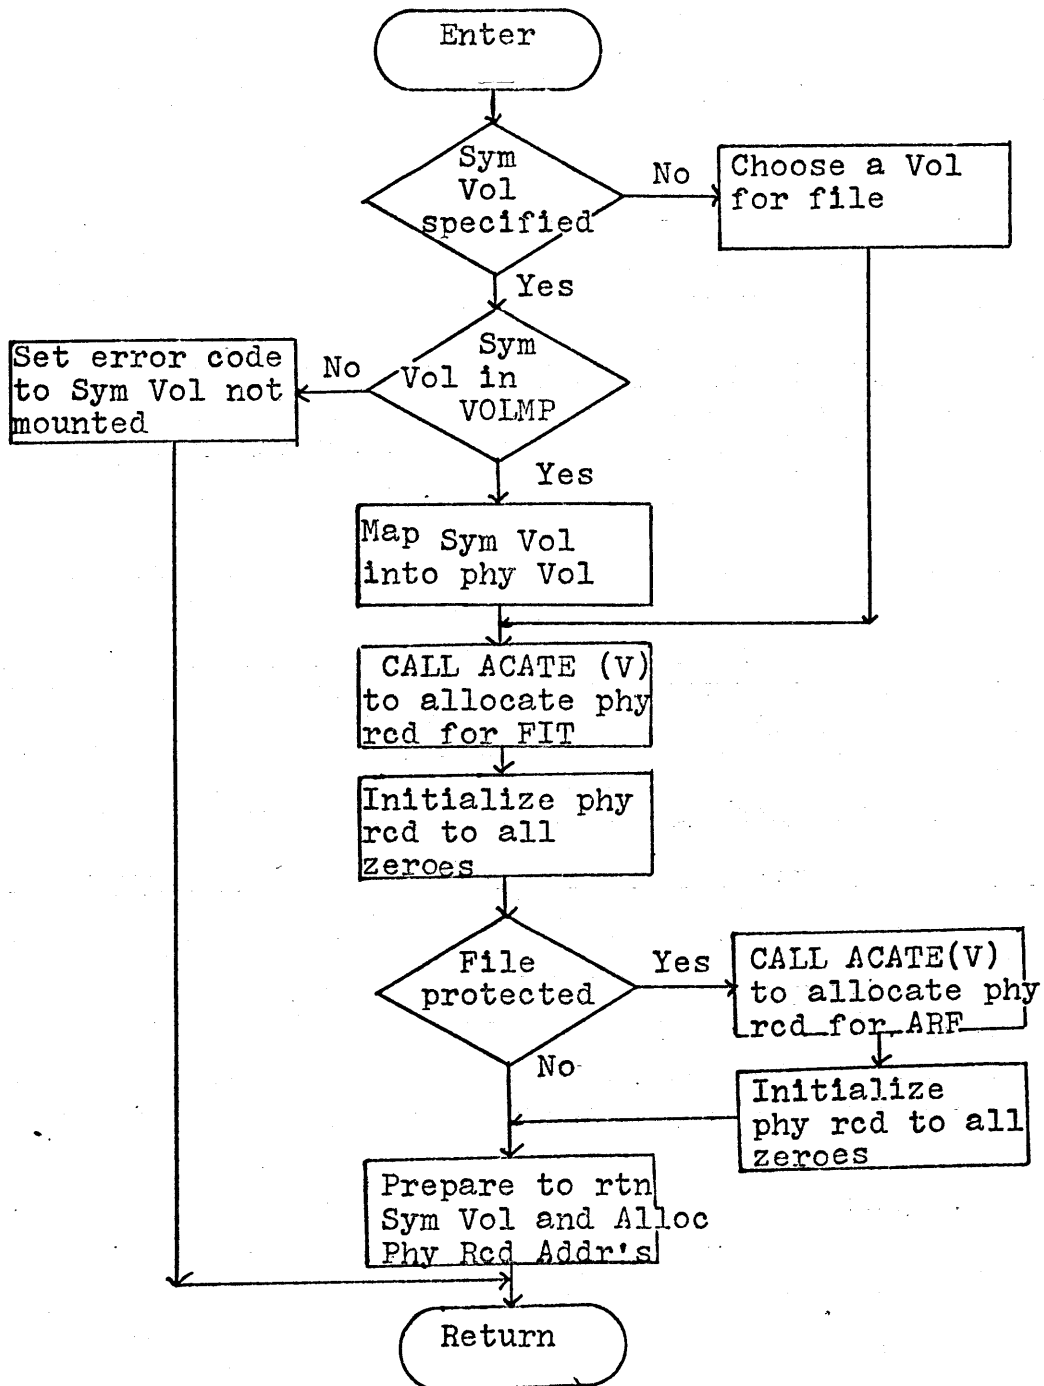 Enter
Sym
Vol
specified
No
Choose a Vol
for file
Yes
Sym
Vol in
VOLMP
No
Set error code
to Sym Vol not
mounted
Yes
Map Sym Vol
into phy Vol
CALL ACATE (V)
to allocate phy
rcd for FIT
Initialize phy
rcd to all
zeroes
File
protected
Yes
CALL ACATE(V)
to allocate phy
rcd for ARF
Initialize
phy rcd to all
zeroes
No
Prepare to rtn
Sym Vol and Alloc
Phy Rcd Addr's
Return